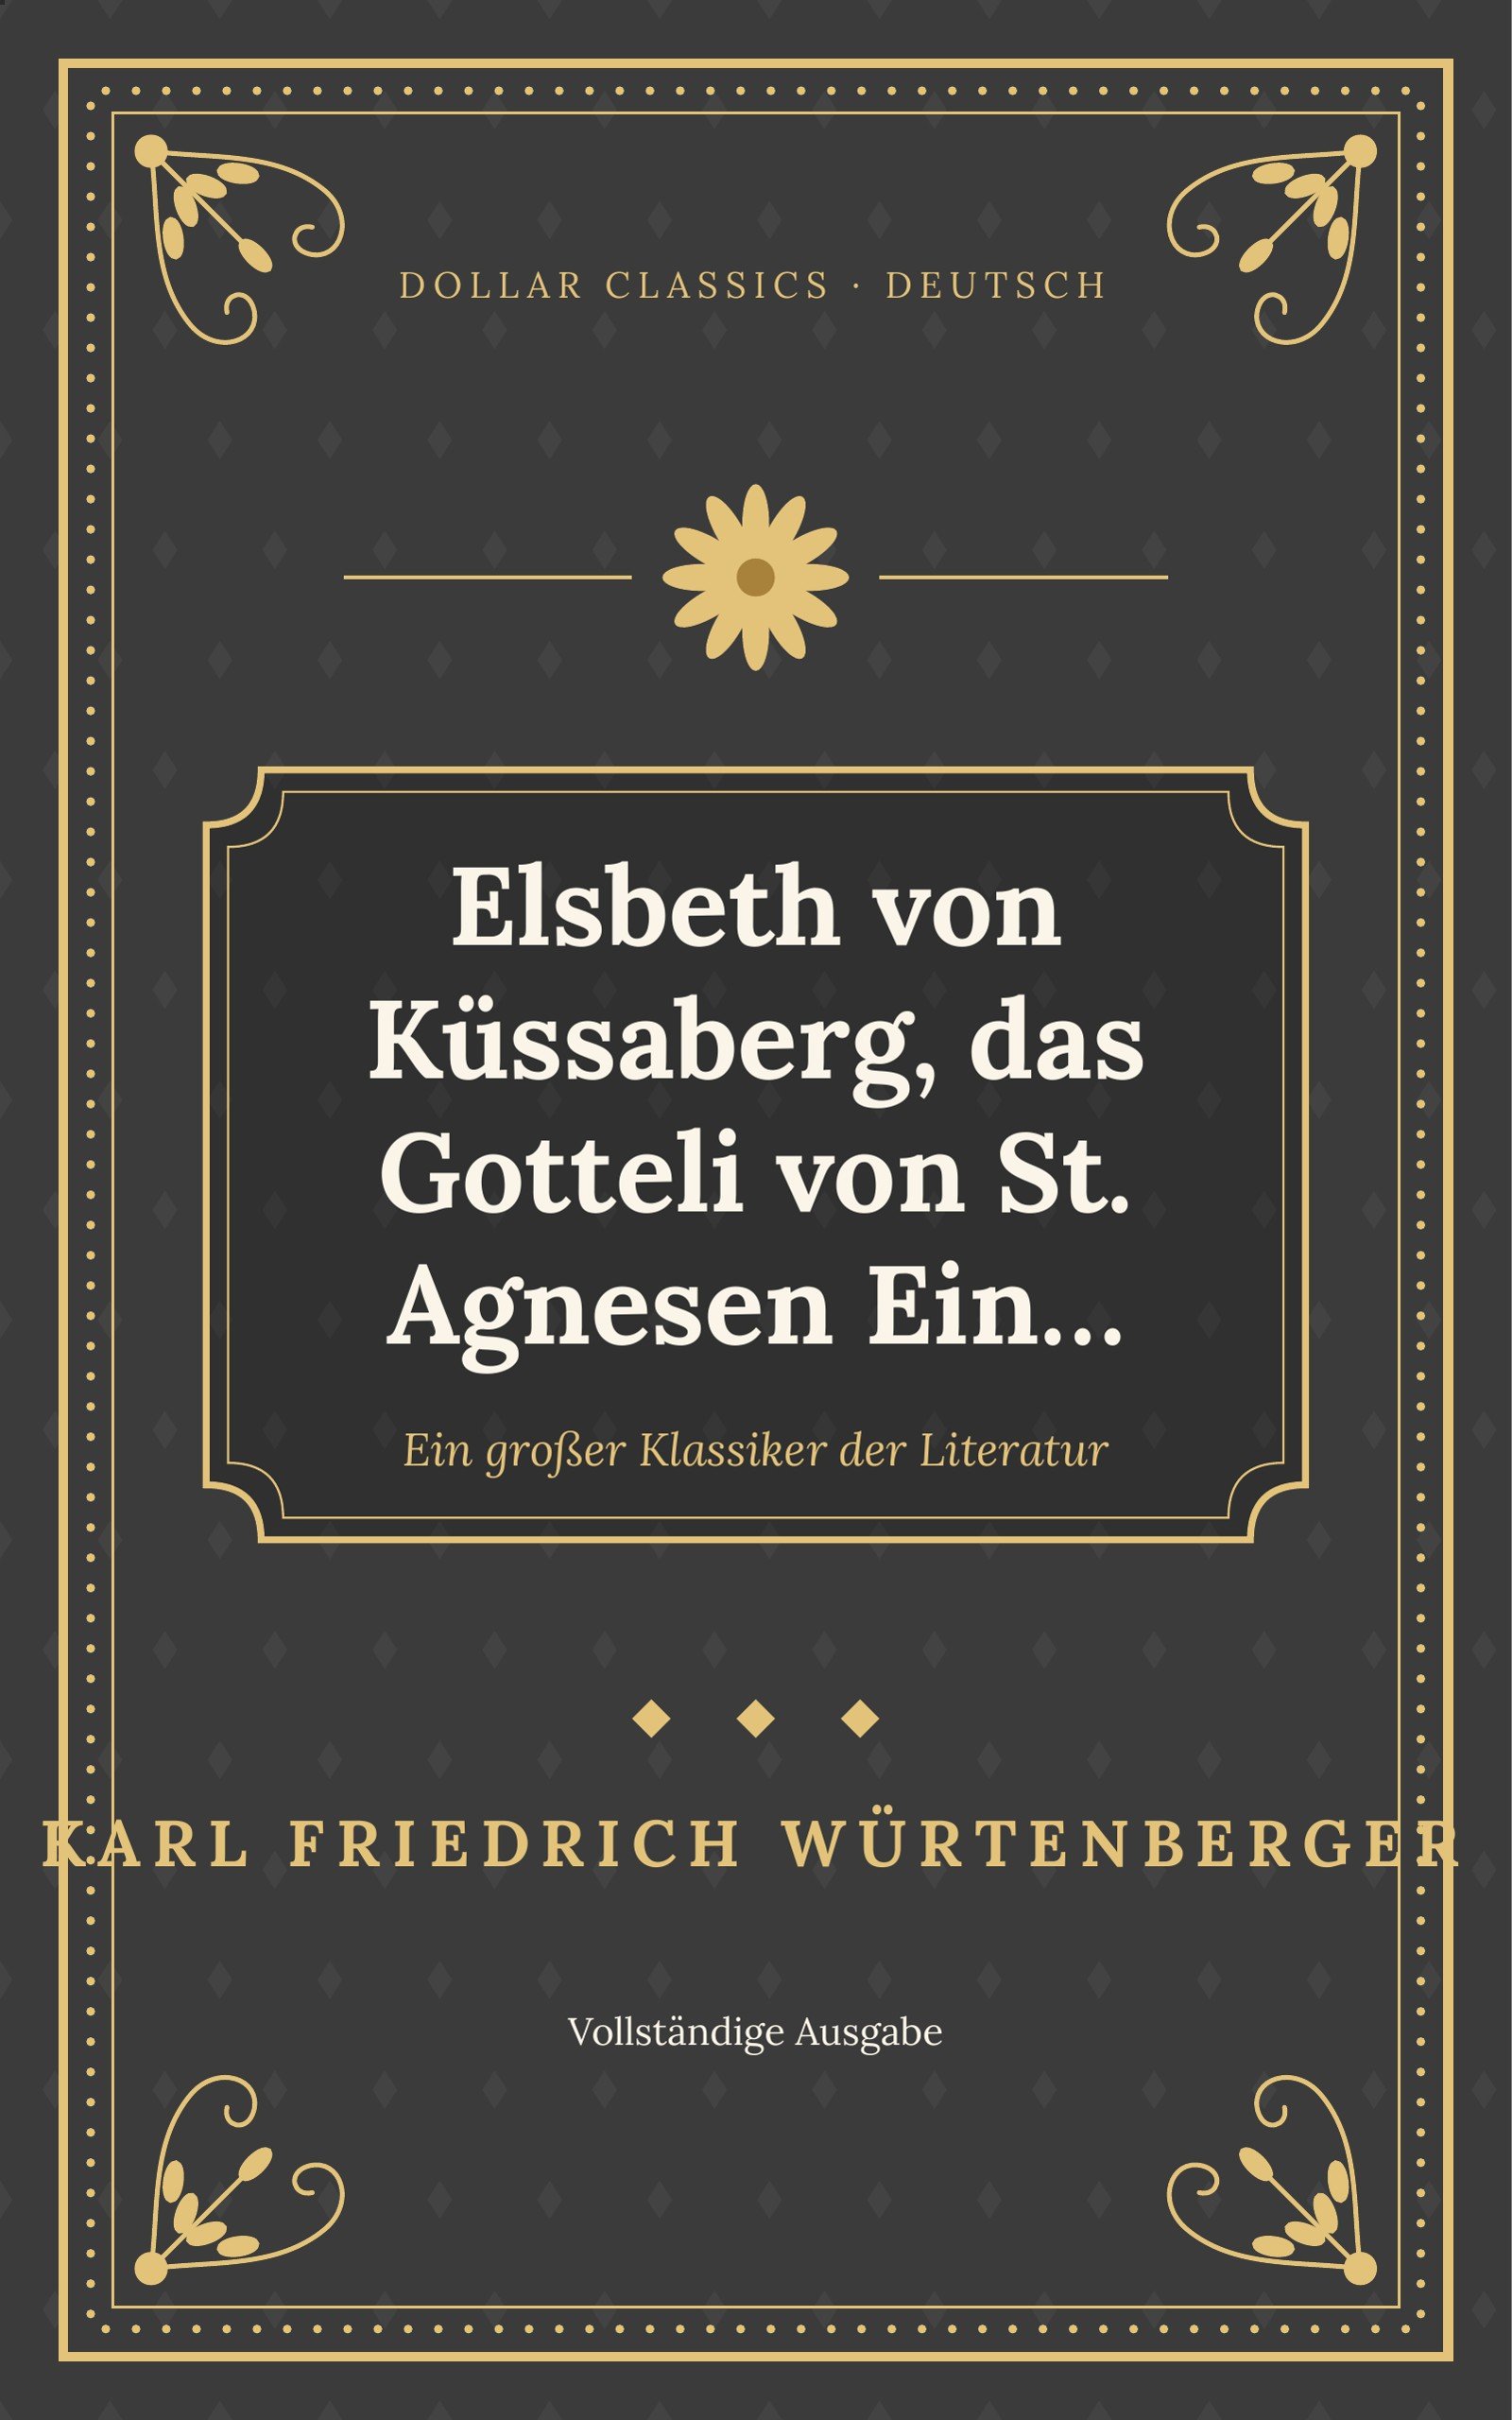 DOLLAR CLASSICS · DEUTSCH
Elsbeth von
Küssaberg, das
Gotteli von St.
Agnesen Ein…
Ein großer Klassiker der Literatur
KARL FRIEDRICH WÜRTENBERGER
Vollständige Ausgabe